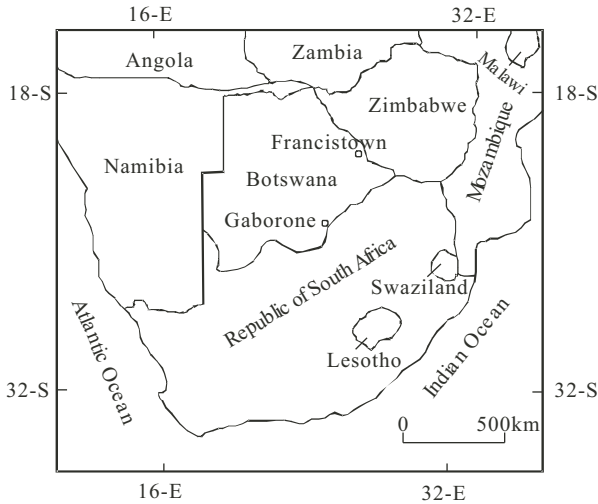 16-E 32-E
Angola
Zambia
Malawi
18-S
18-S
Zimbabwe
Francistown
Namibia
Botswana
Mozambique
Gaborone
Republic of South Africa
Swaziland
Atlantic Ocean
Lesotho
Indian Ocean
32-S
32-S
0 500km
16-E 32-E